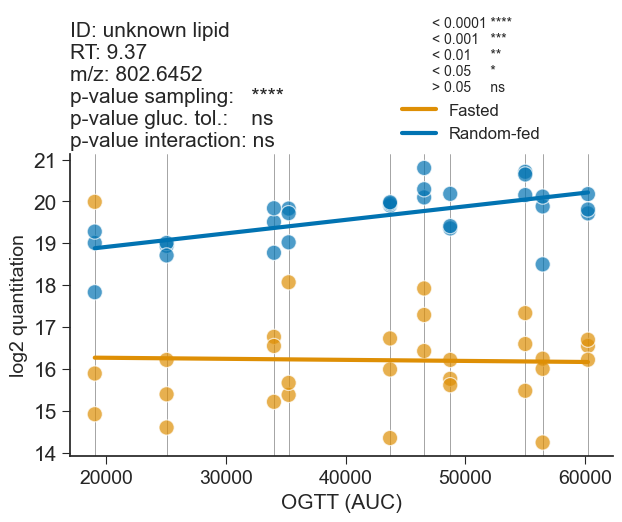 ID: unknown lipid
RT: 9.37
m/z: 802.6452
p-value sampling: ****
p-value gluc. tol.: ns
p-value interaction: ns
< 0.0001 ****
< 0.001 ***
< 0.01 **
< 0.05 *
> 0.05 ns
Fasted
Random-fed
log2 quantitation
21
20
19
18
17
16
15
14
20000 30000 40000 50000 60000
OGTT (AUC)